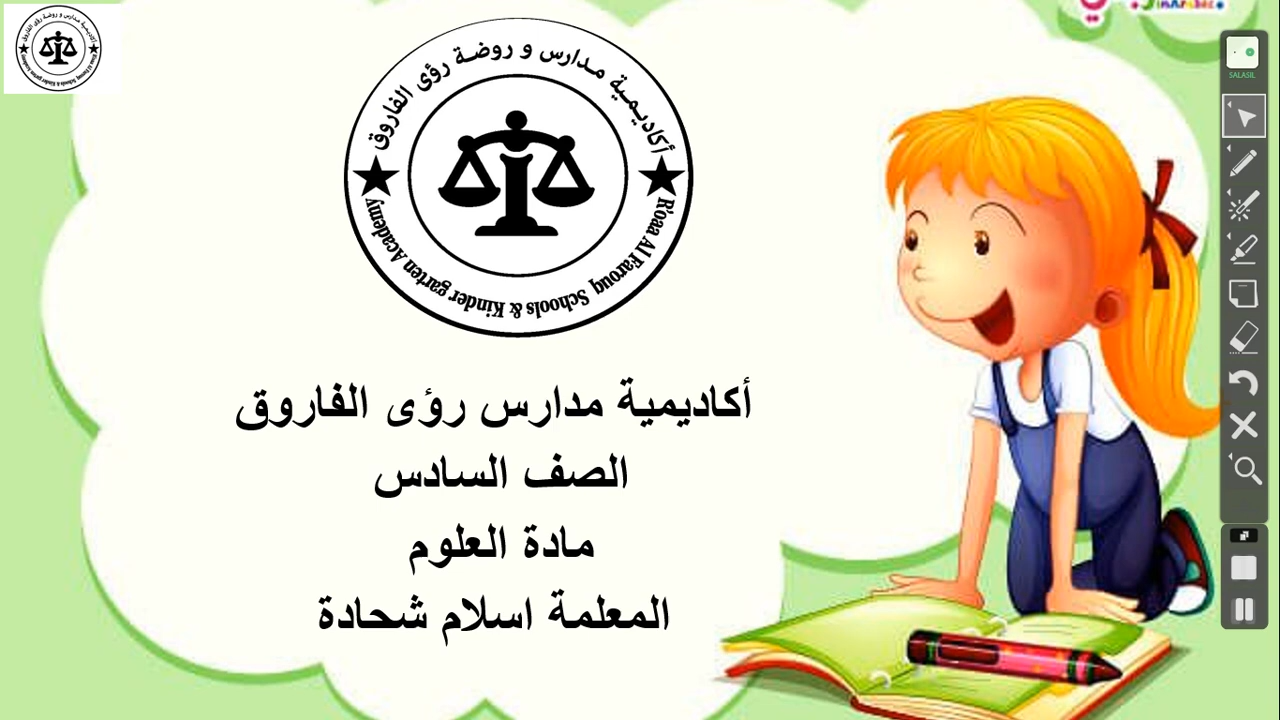 أكاديمية مدارس و روضة رؤى الفاروق
Roaa Al Farouq Schools & Kinder garten Academy
أكاديمية مدارس رؤى الفاروق
الصف السادس
مادة العلوم
المعلمة اسلام شحادة
SALASIL